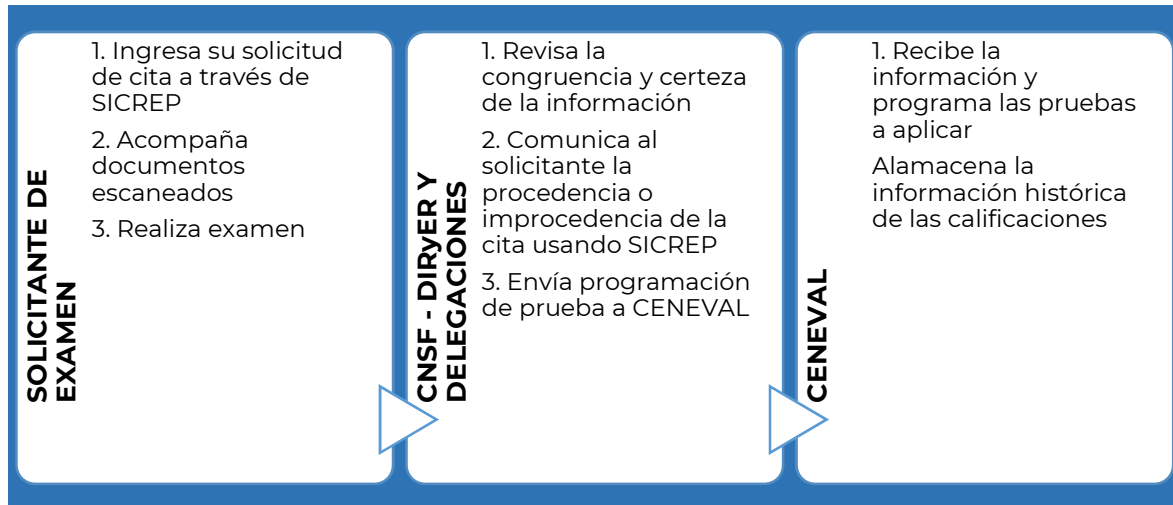 SOLICITANTE DE
EXAMEN
1. Ingresa su solicitud
de cita a través de
SICREP
2. Acompaña
documentos
escaneados
3. Realiza examen
CNSF - DIRyER Y
DELEGACIONES
1. Revisa la
congruencia y certeza
de la información
2. Comunica al
solicitante la
procedencia o
improcedencia de la
cita usando SICREP
3. Envía programación
de prueba a CENEVAL
CENEVAL
1. Recibe la
información y
programa las pruebas
a aplicar
Alamacena la
información histórica
de las calificaciones